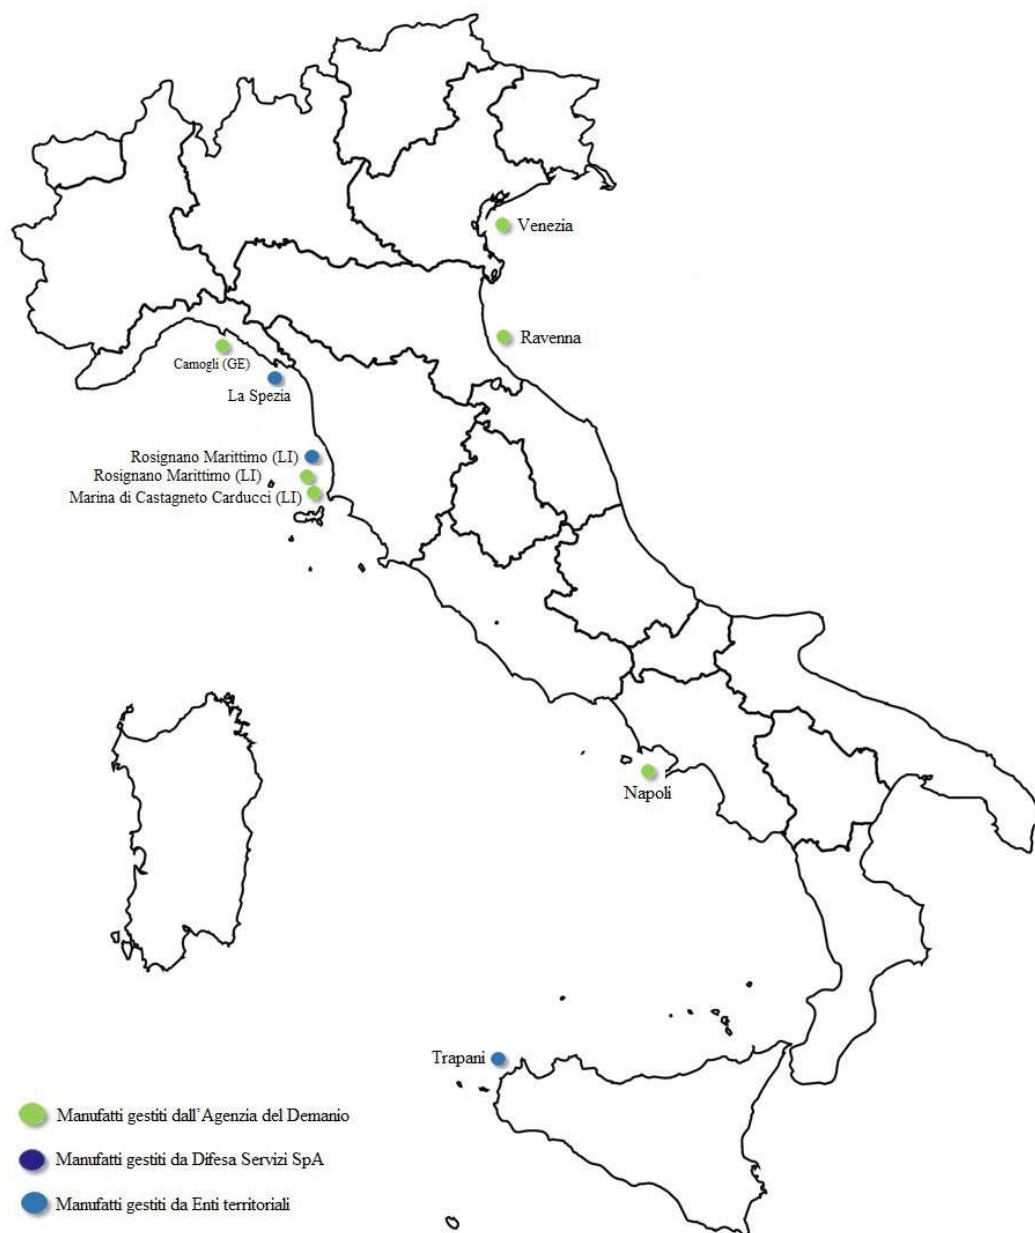 Venezia
Ravenna
Camogli (GE)
La Spezia
Rosignano Marittimo (LI)
Rosignano Marittimo (LI)
Marina di Castagneto Carducci (LI)
Napoli
Trapani
Manufatti gestiti dall'Agenzia del Demanio
Manufatti gestiti da Difesa Servizi SpA
Manufatti gestiti da Enti territoriali